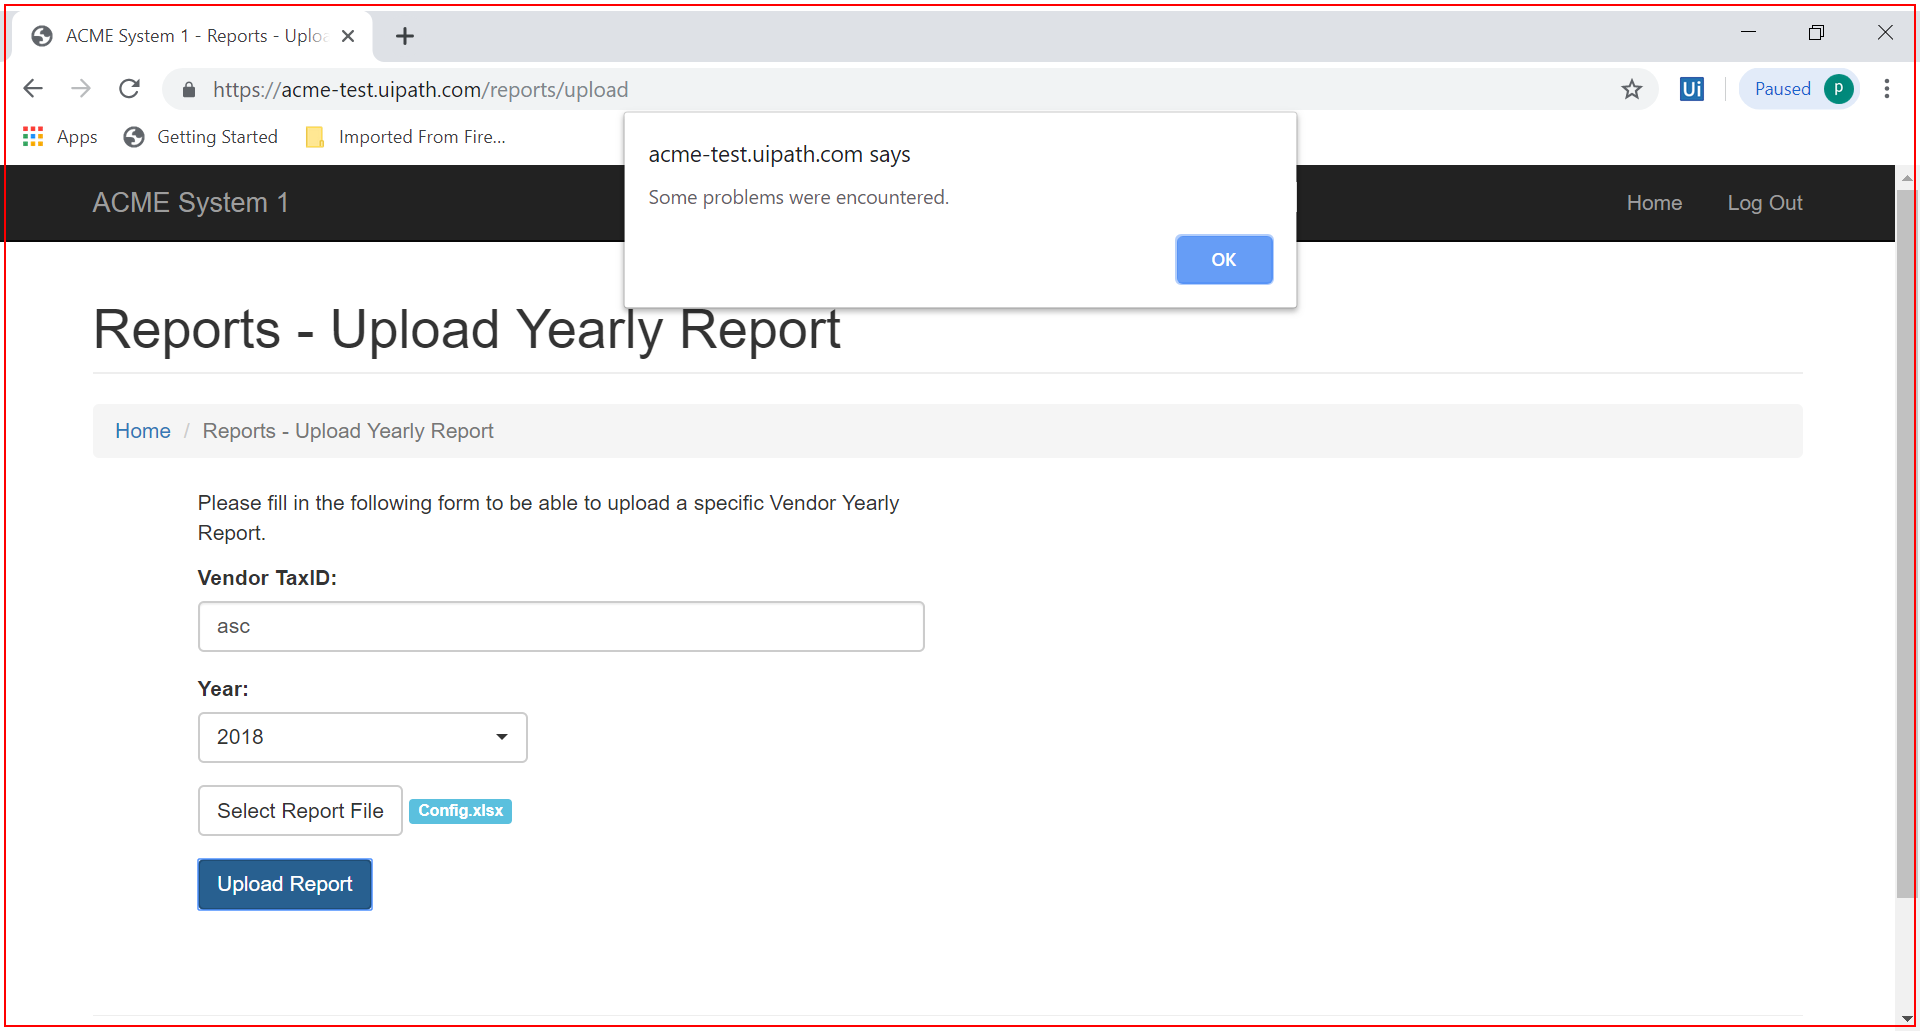 ACME System 1 - Reports - Uplo
https://acme-test.uipath.com/reports/upload
Ui
Paused
P
Apps
Getting Started
Imported From Fire...
acme-test.uipath.com says
Some problems were encountered.
OK
ACME System 1
Home
Log Out
Reports - Upload Yearly Report
Home / Reports - Upload Yearly Report
Please fill in the following form to be able to upload a specific Vendor Yearly
Report.
Vendor TaxID:
asc
Year:
2018
Select Report File
Config.xlsx
Upload Report